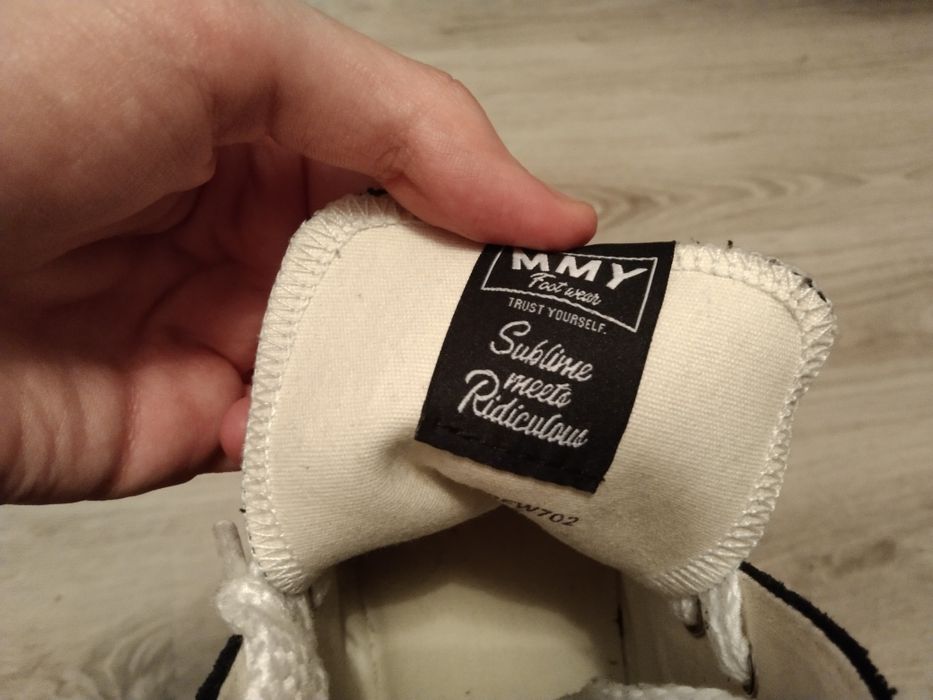 MMY
Foot wear
TRUST YOURSELF.
Sublime
meets
Ridiculous